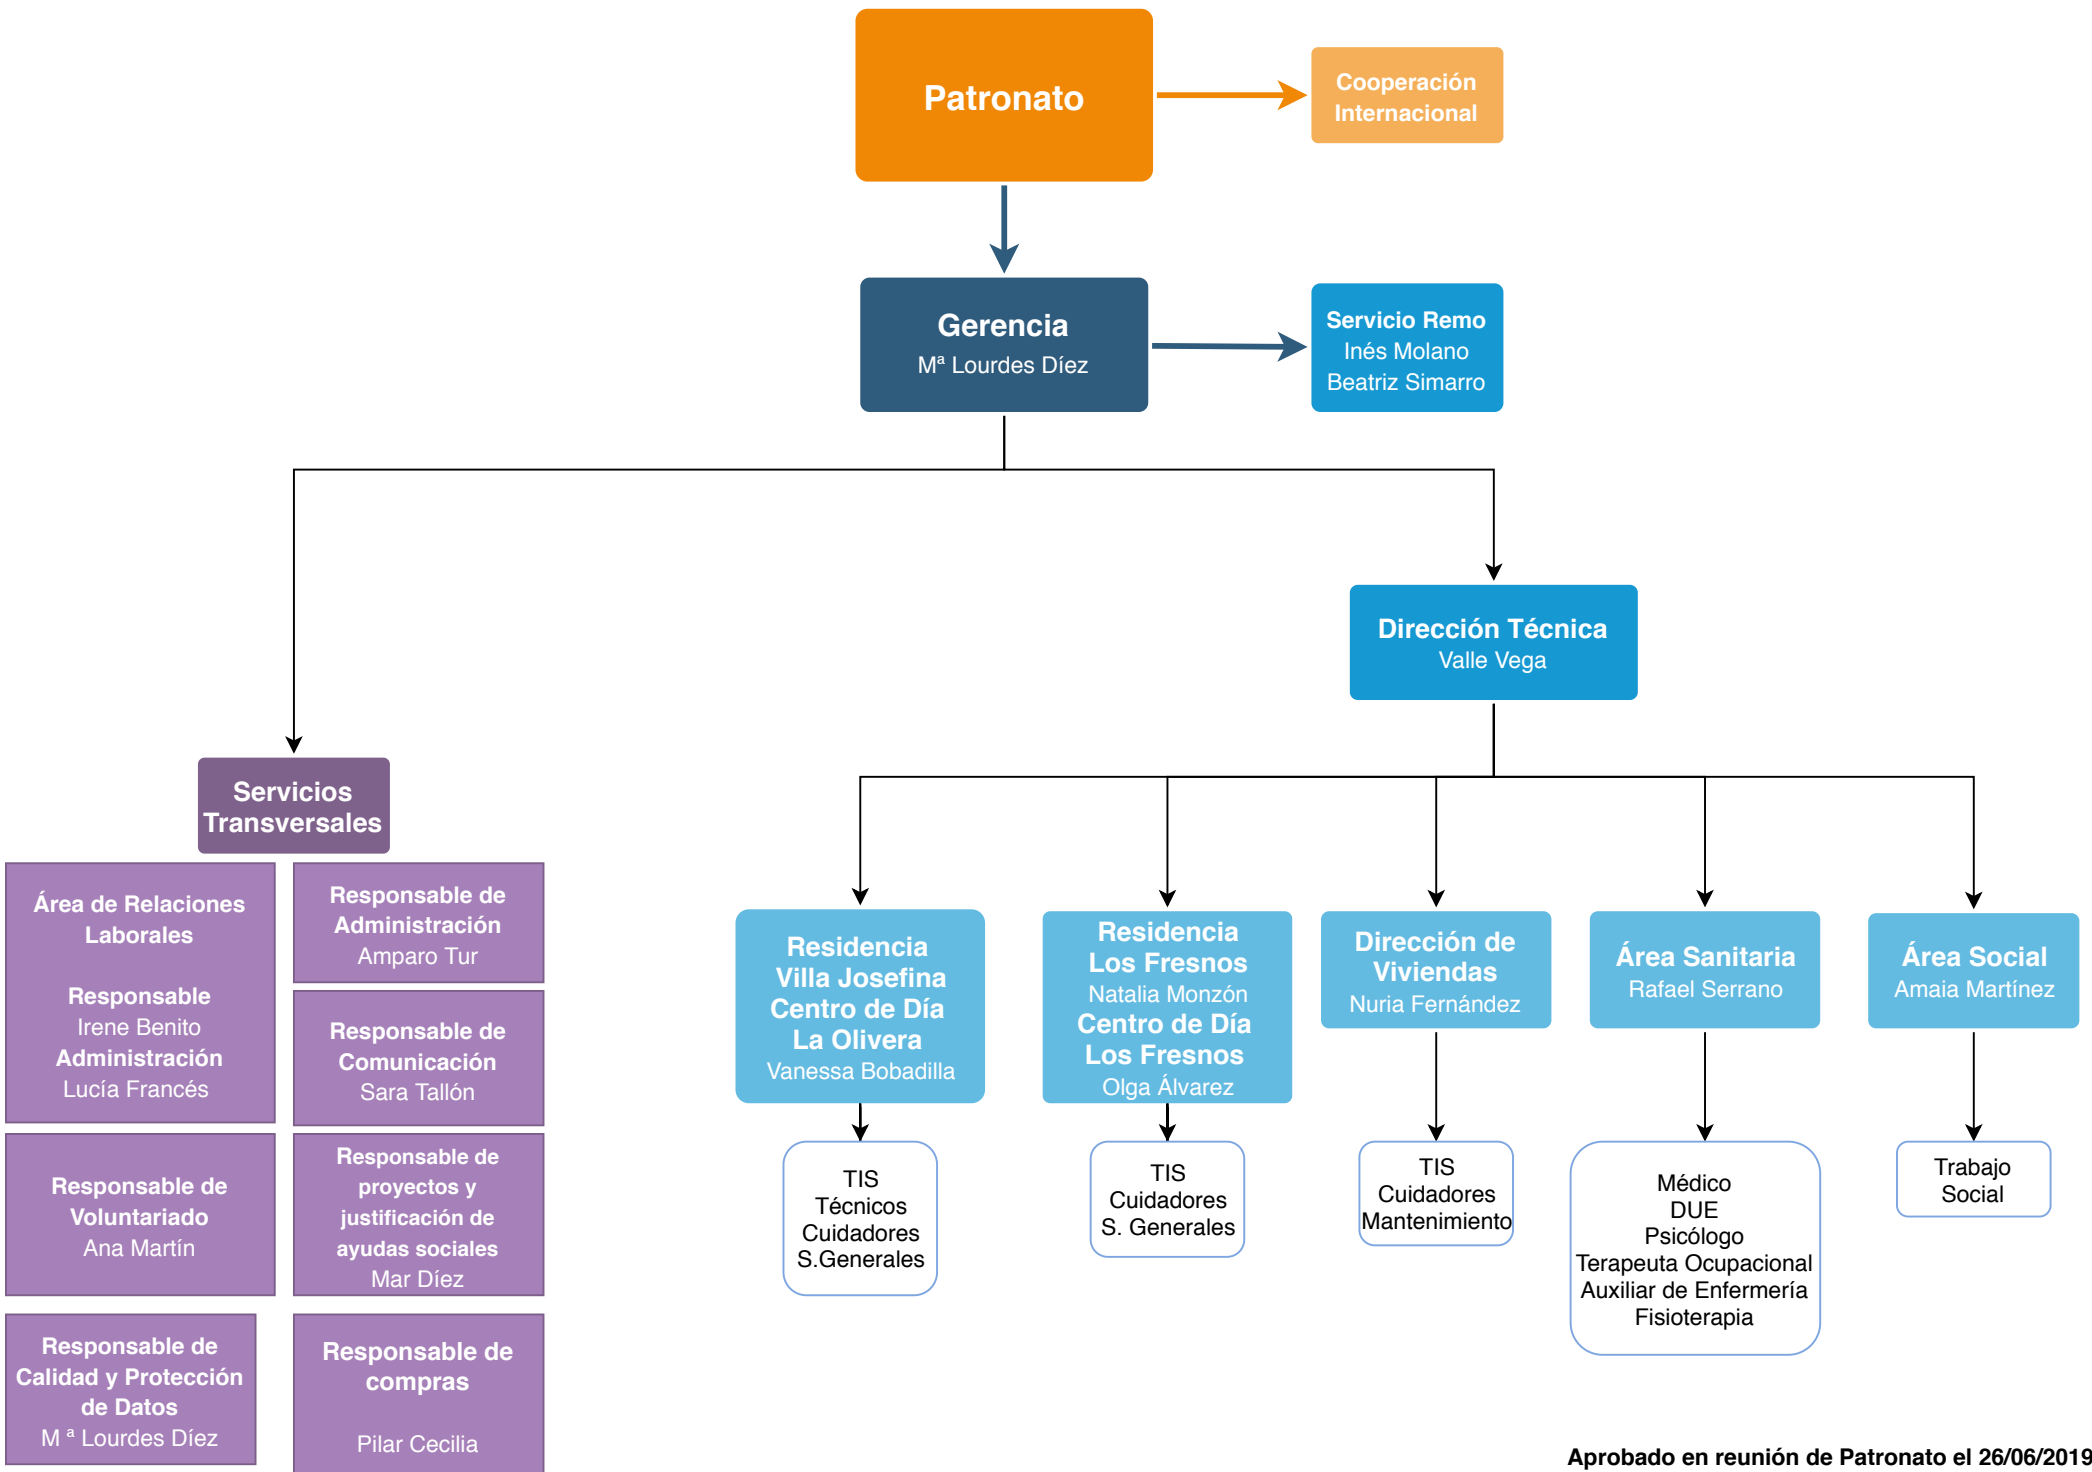 Patronato
Cooperación
Internacional
Gerencia
Mª Lourdes Díez
Servicio Remo
Inés Molano
Beatriz Simarro
Dirección Técnica
Valle Vega
Servicios
Transversales
Área de Relaciones
Laborales
Responsable
Irene Benito
Administración
Lucía Francés
Responsable de
Administración
Amparo Tur
Responsable de
Comunicación
Sara Tallón
Responsable de
Voluntariado
Ana Martín
Responsable de
proyectos y
justificación de
ayudas sociales
Mar Díez
Responsable de
Calidad y Protección
de Datos
M ª Lourdes Díez
Responsable de
compras
Pilar Cecilia
Residencia
Villa Josefina
Centro de Día
La Olivera
Vanessa Bobadilla
Residencia
Los Fresnos
Natalia Monzón
Centro de Día
Los Fresnos
Olga Álvarez
Dirección de
Viviendas
Nuria Fernández
Área Sanitaria
Rafael Serrano
Área Social
Amaia Martínez
TIS
Técnicos
Cuidadores
S.Generales
TIS
Cuidadores
S. Generales
TIS
Cuidadores
Mantenimiento
Médico
DUE
Psicólogo
Terapeuta Ocupacional
Auxiliar de Enfermería
Fisioterapia
Trabajo
Social
Aprobado en reunión de Patronato el 26/06/2019